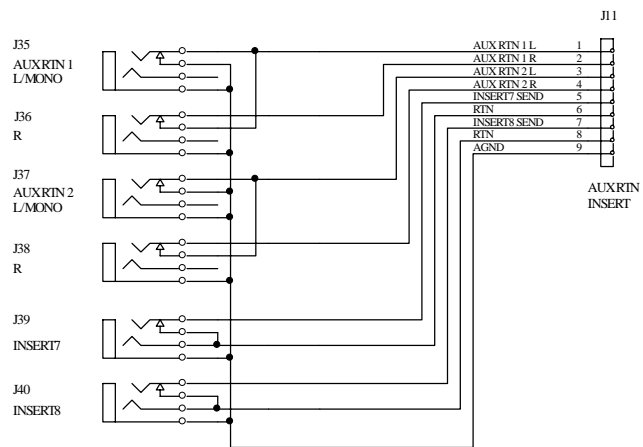 J11
J35
AUX RTN 1
L/MONO
J36
R
J37
AUX RTN 2
L/MONO
J38
R
J39
INSERT7
J40
INSERT8
AUX RTN 1 L 1
AUX RTN 1 R 2
AUX RTN 2 L 3
AUX RTN 2 R 4
INSERT7 SEND 5
RTN 6
INSERT8 SEND 7
RTN 8
AGND 9
AUX RTN
INSERT